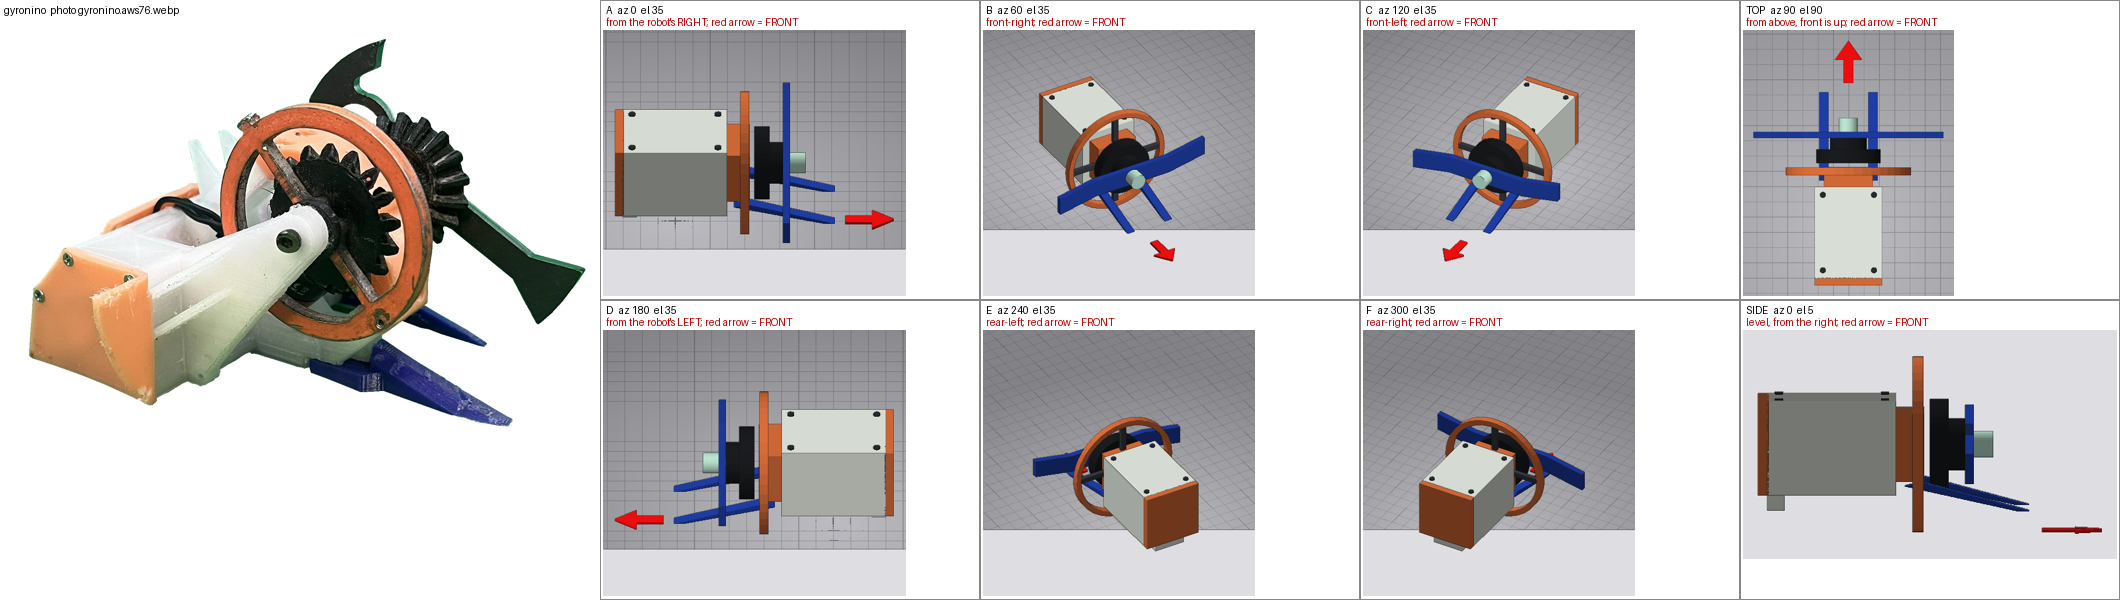 gyronino photo gyronino.aws76.webp
A az 0 el 35
from the robot's RIGHT; red arrow = FRONT
B az 60 el 35
front-right; red arrow = FRONT
C az 120 el 35
front-left; red arrow = FRONT
TOP az 90 el 90
from above, front is up; red arrow = FRONT
D az 180 el 35
from the robot's LEFT; red arrow = FRONT
E az 240 el 35
rear-left; red arrow = FRONT
F az 300 el 35
rear-right; red arrow = FRONT
SIDE az 0 el 5
level, from the right; red arrow = FRONT